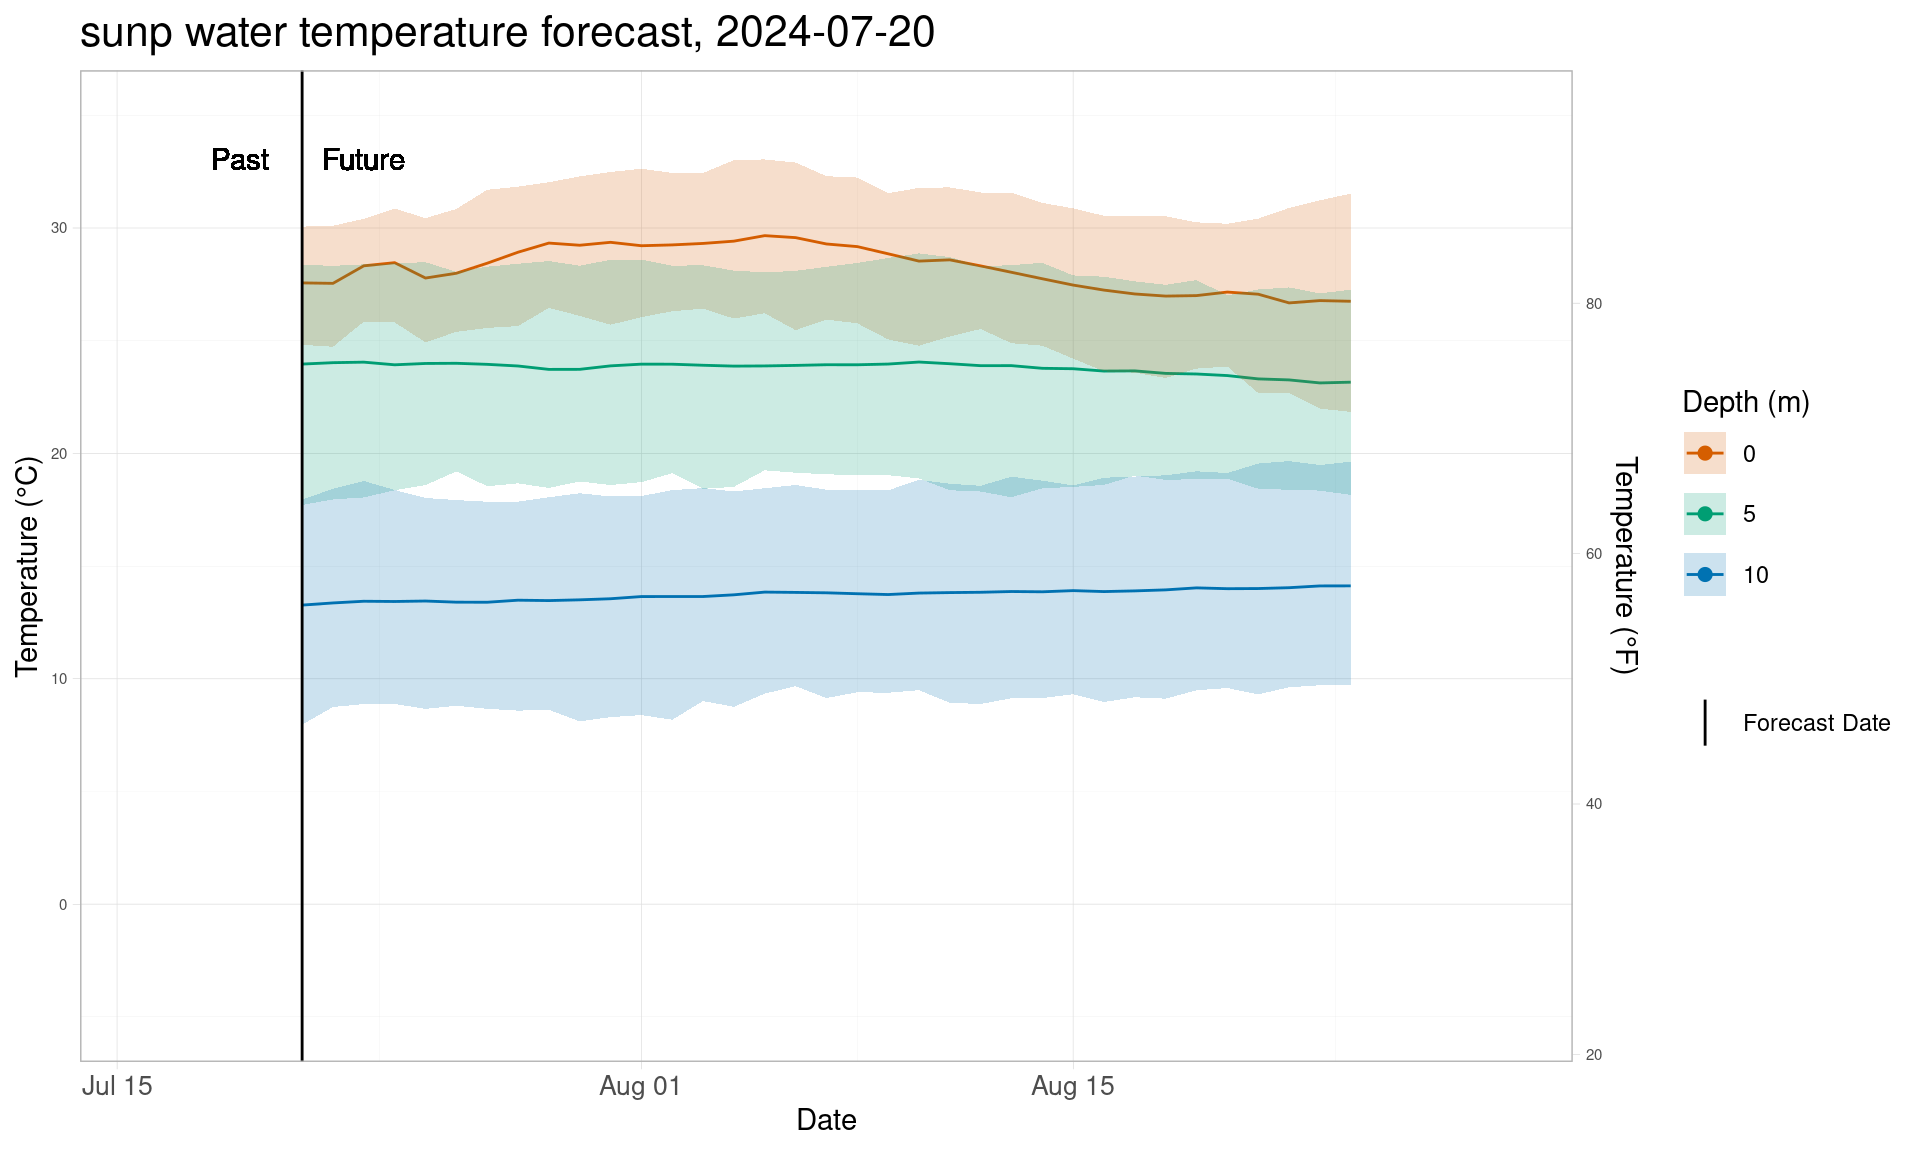 sunp water temperature forecast, 2024-07-20
Past
Future
30
20
10
0
Temperature (°C)
80
60
40
20
Temperature (°F)
Jul 15
Aug 01
Aug 15
Date
Depth (m)
0
5
10
Forecast Date